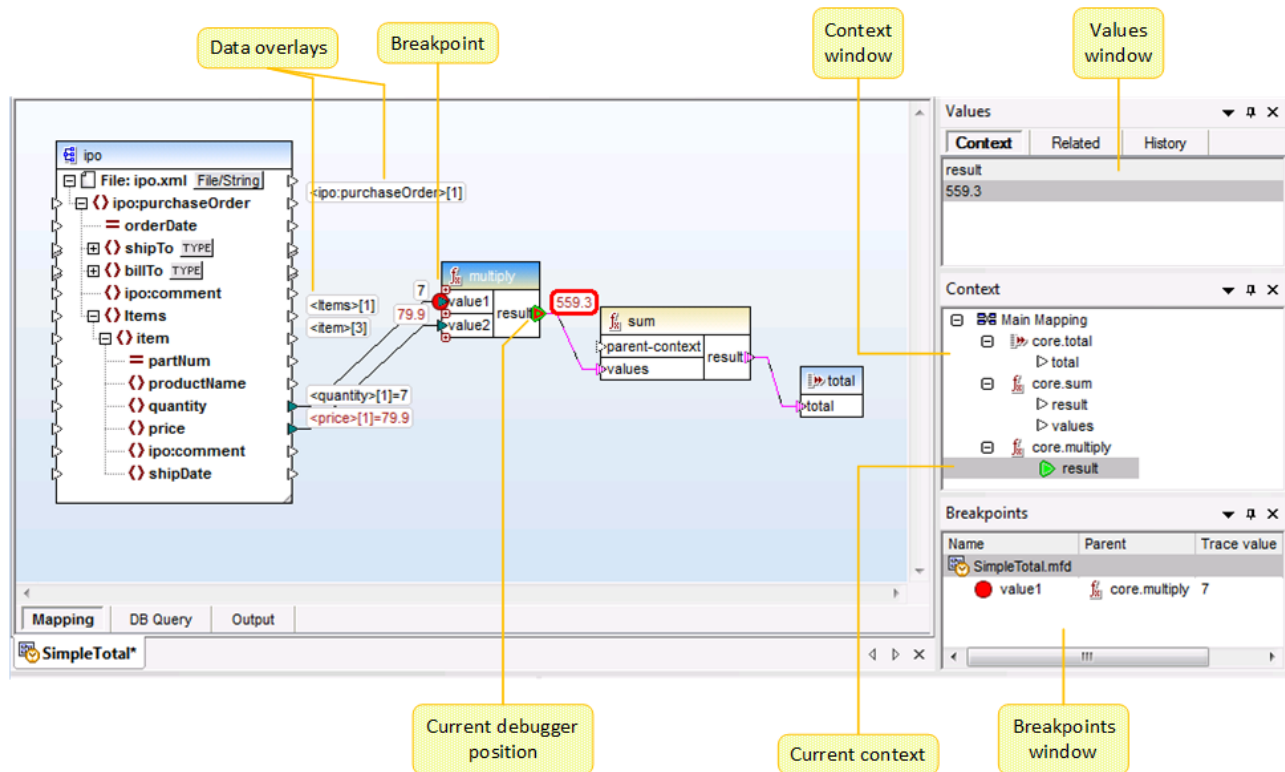 Data overlays
Breakpoint
Context
window
Values
window
ipo
File: ipo.xml File/String
ipo:purchaseOrder
orderDate
shipTo TYPE
billTo TYPE
ipo:comment
Items
item
partNum
productName
quantity
price
ipo:comment
shipDate
<ipo:purchaseOrder>[1]
<Items>[1]
<item>[3]
<quantity>[1]=7
<price>[1]=79.9
7
79.9
multiply
value1
value2
result
559.3
sum
parent-context
values
result
total
total
Mapping DB Query Output
SimpleTotal*
Values
Context Related History
result
559.3
Context
Main Mapping
core.total
total
core.sum
result
values
core.multiply
result
Breakpoints
Name Parent Trace value
SimpleTotal.mfd
value1 core.multiply 7
Current debugger
position
Current context
Breakpoints
window